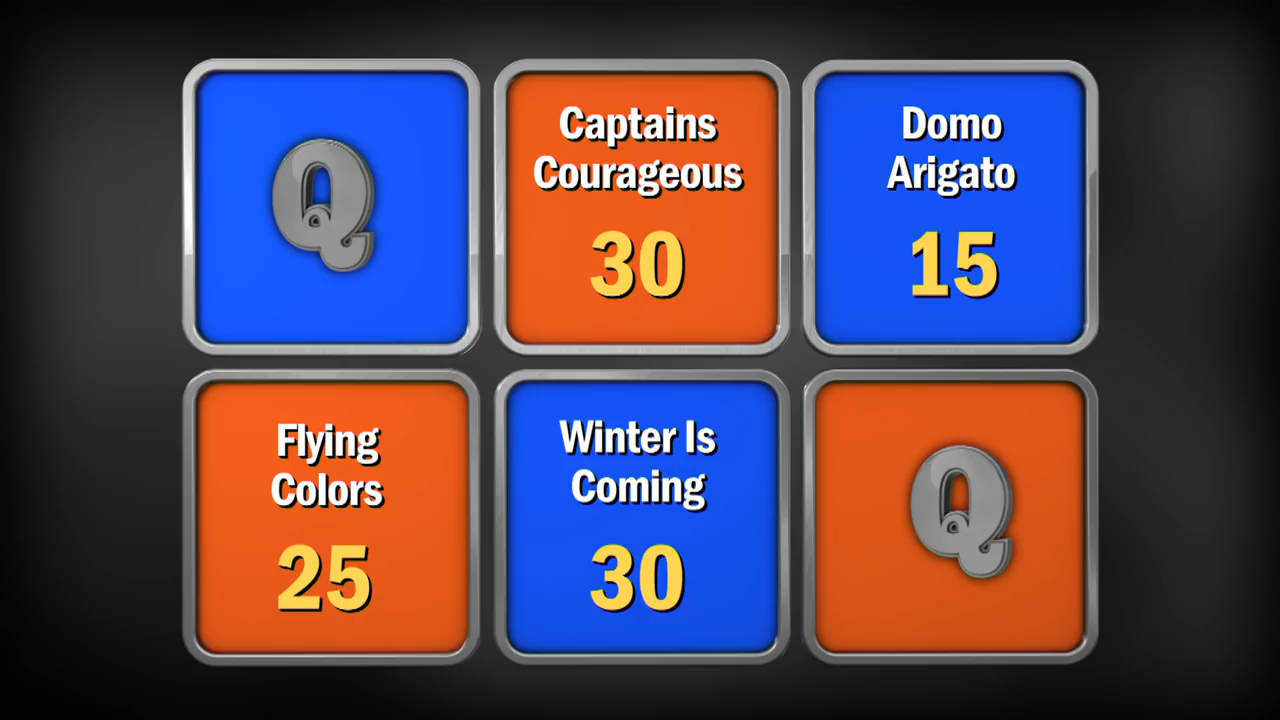 Q
Captains
Courageous
30
Domo
Arigato
15
Flying
Colors
25
Winter Is
Coming
30
Q